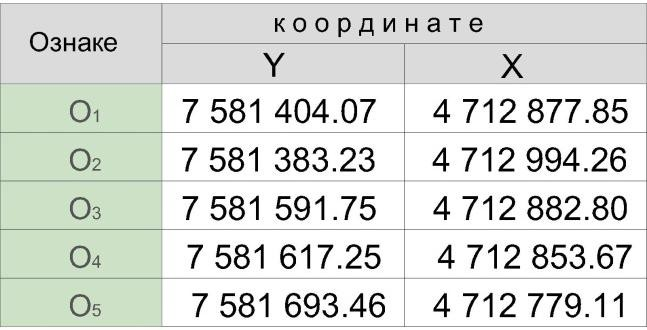 Ознаке
координате
Y X
O1 7 581 404.07 4 712 877.85
O2 7 581 383.23 4 712 994.26
O3 7 581 591.75 4 712 882.80
O4 7 581 617.25 4 712 853.67
O5 7 581 693.46 4 712 779.11